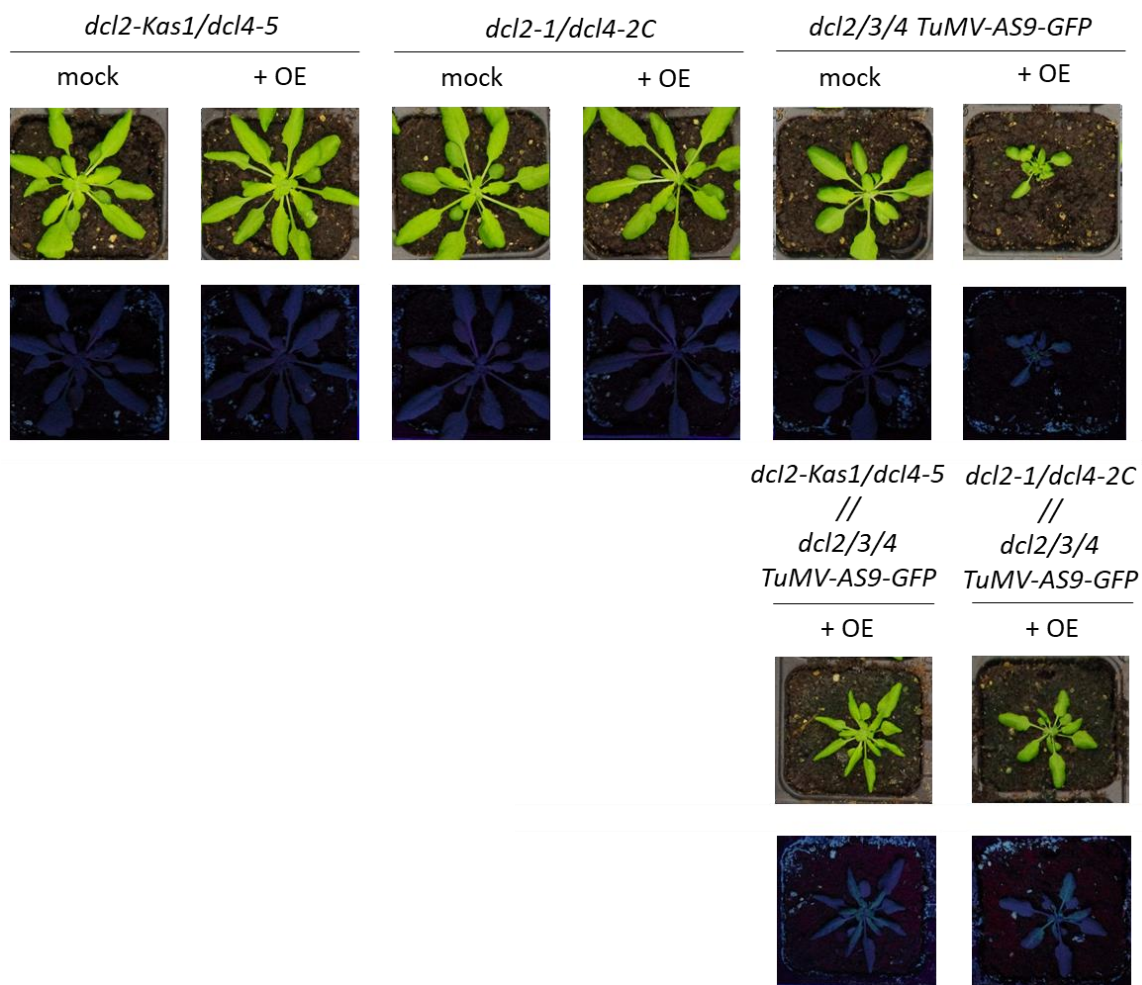 dcl2-Kas1/dcl4-5 dcl2-1/dcl4-2C dcl2/3/4 TuMV-AS9-GFP
mock + OE mock + OE mock + OE
dcl2-Kas1/dcl4-5 dcl2-1/dcl4-2C
// //
dcl2/3/4 dcl2/3/4
TuMV-AS9-GFP TuMV-AS9-GFP
+ OE + OE